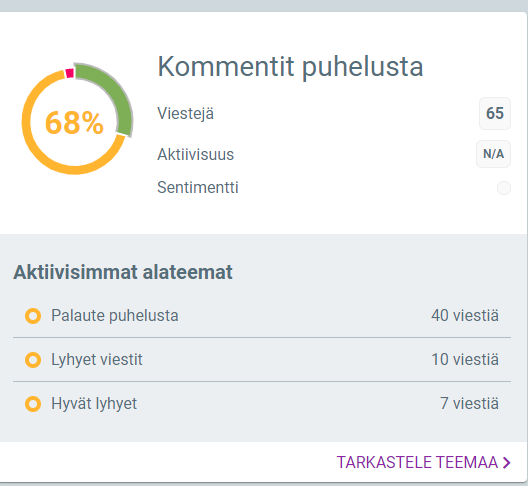 Kommentit puhelusta
68%
Viestejä 65
Aktiivisuus N/A
Sentimentti
Aktiivisimmat alateemat
Palaute puhelusta 40 viestiä
Lyhyet viestit 10 viestiä
Hyvät lyhyet 7 viestiä
TARKASTELE TEEMAA